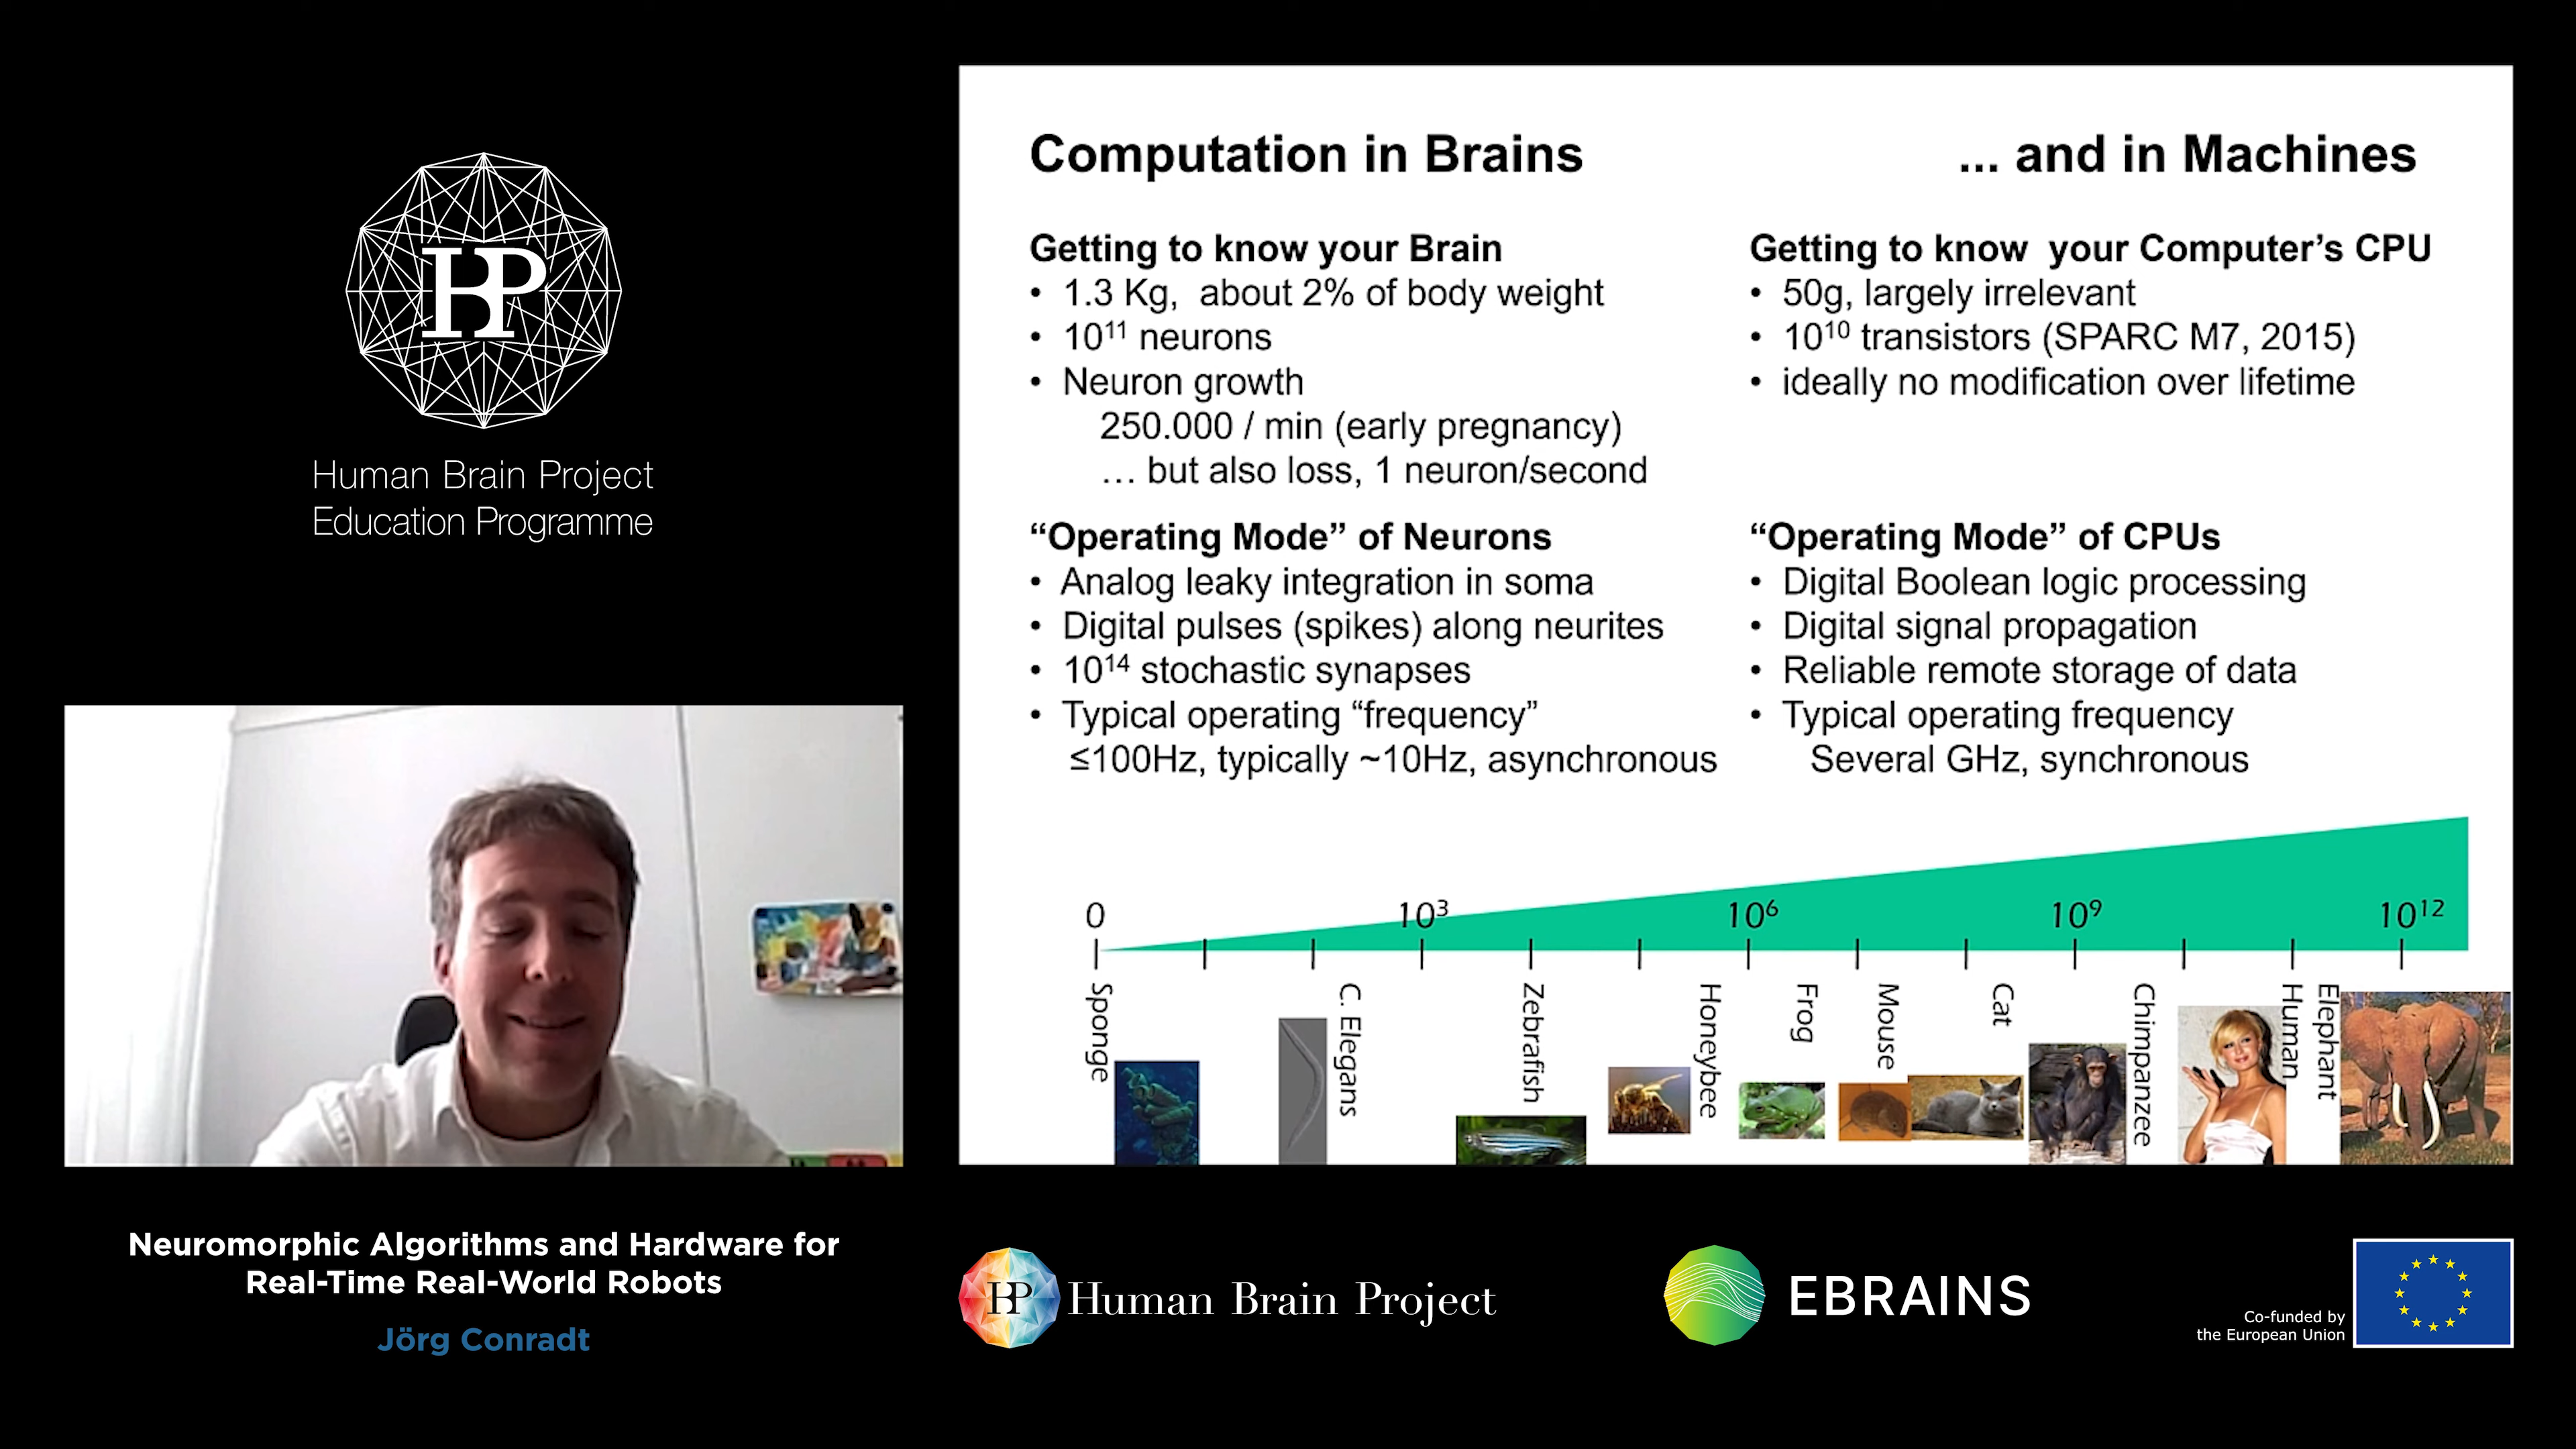 HBP
Human Brain Project
Education Programme
Computation in Brains
... and in Machines
Getting to know your Brain
• 1.3 Kg, about 2% of body weight
• 10¹¹ neurons
• Neuron growth
250.000 / min (early pregnancy)
… but also loss, 1 neuron/second
Getting to know your Computer’s CPU
• 50g, largely irrelevant
• 10¹⁰ transistors (SPARC M7, 2015)
• ideally no modification over lifetime
“Operating Mode” of Neurons
• Analog leaky integration in soma
• Digital pulses (spikes) along neurites
• 10¹⁴ stochastic synapses
• Typical operating “frequency”
≤100Hz, typically ~10Hz, asynchronous
“Operating Mode” of CPUs
• Digital Boolean logic processing
• Digital signal propagation
• Reliable remote storage of data
• Typical operating frequency
Several GHz, synchronous
0 10³ 10⁶ 10⁹ 10¹²
Sponge
C. Elegans
Zebrafish
Honeybee
Frog
Mouse
Cat
Chimpanzee
Human
Elephant
Neuromorphic Algorithms and Hardware for
Real-Time Real-World Robots
Jörg Conradt
HBP Human Brain Project
EBRAINS
Co-funded by
the European Union